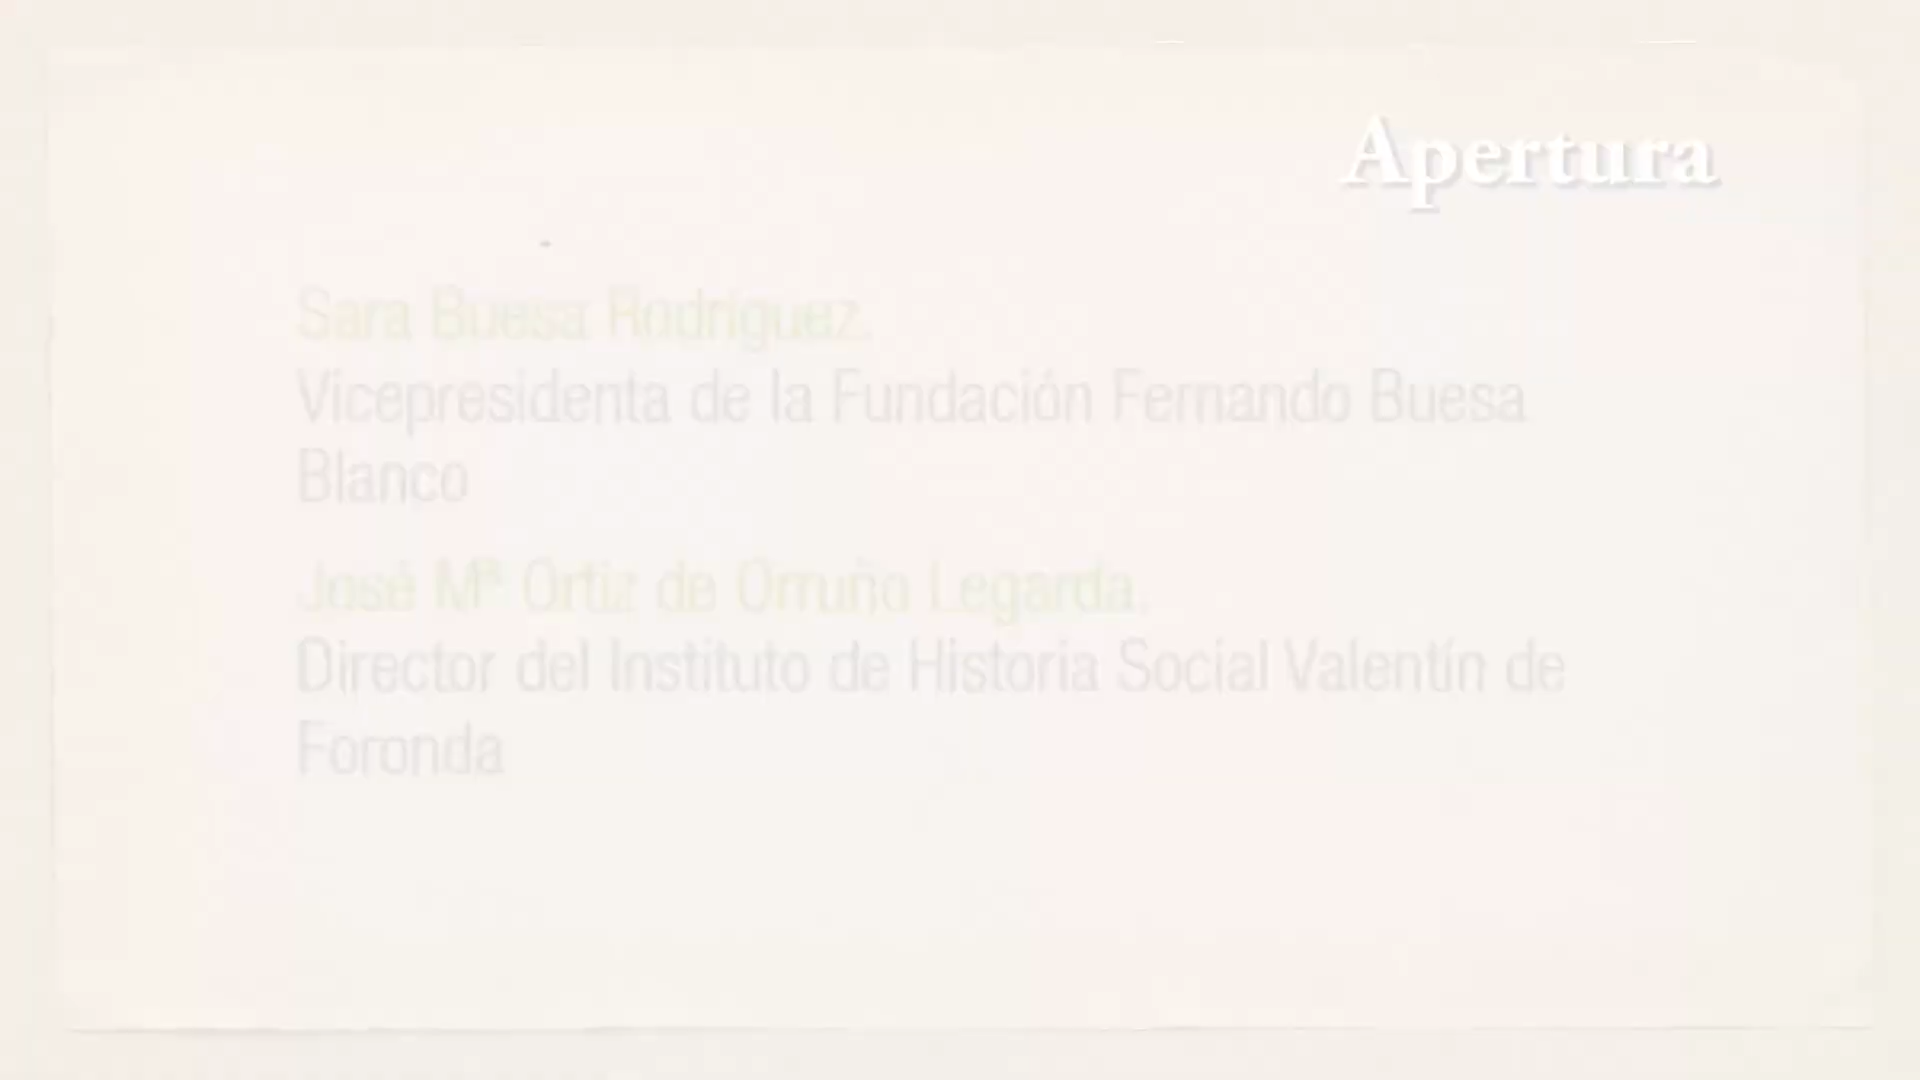 Apertura
Sara Buesa Rodríguez.
Vicepresidenta de la Fundación Fernando Buesa
Blanco
José Mª Ortiz de Orruño Legarda.
Director del Instituto de Historia Social Valentín de
Foronda